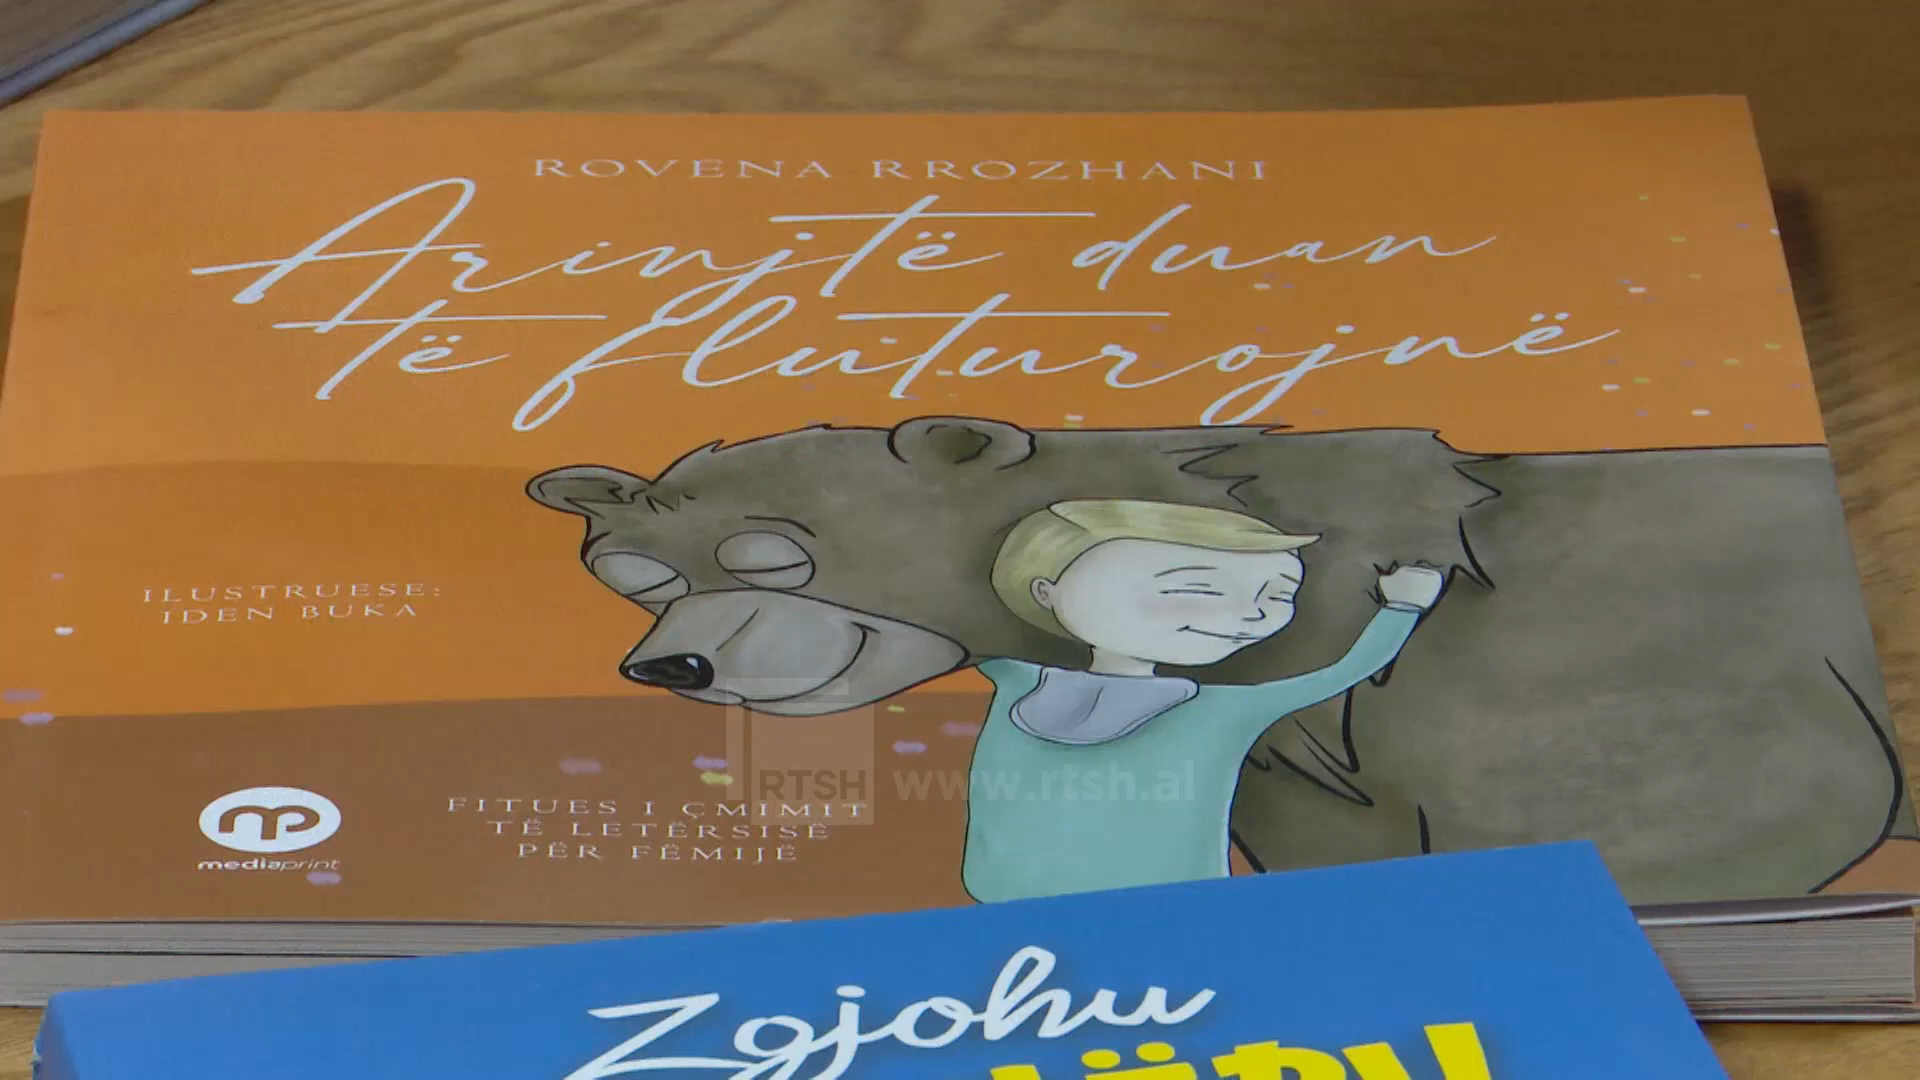 ROVENA RROZHANI
Arinjtë duan
të fluturojnë
ILUSTRUESE:
IDEN BUKA
mp
mediaprint
FITUES I ÇMIMIT
TË LETËRSISË
PËR FËMIJË
RTSH www.rtsh.al
Zgjohu